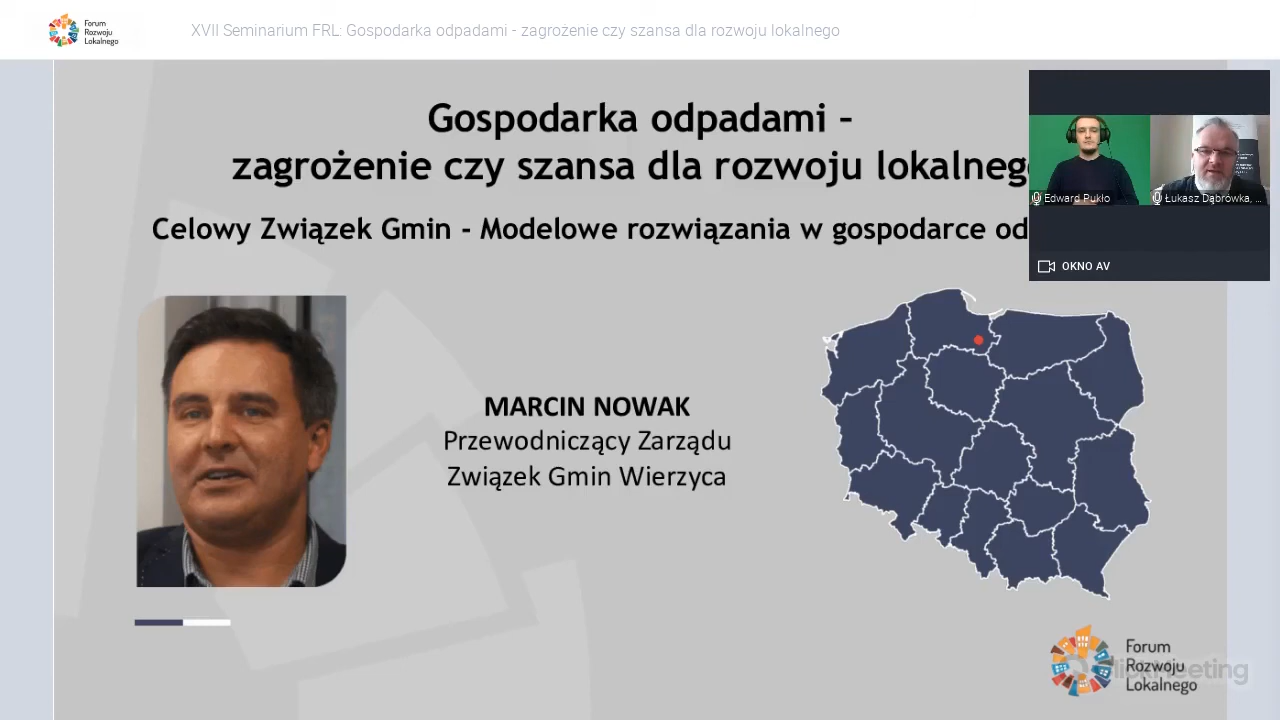 Forum
Rozwoju
Lokalnego
XVII Seminarium FRL: Gospodarka odpadami - zagrożenie czy szansa dla rozwoju lokalnego
Gospodarka odpadami –
zagrożenie czy szansa dla rozwoju lokalneg
Celowy Związek Gmin - Modelowe rozwiązania w gospodarce od
Edward Pukło
Łukasz Dąbrówka. ...
OKNO AV
MARCIN NOWAK
Przewodniczący Zarządu
Związek Gmin Wierzyca
Forum
Rozwoju
Lokalnego
ClickMeeting